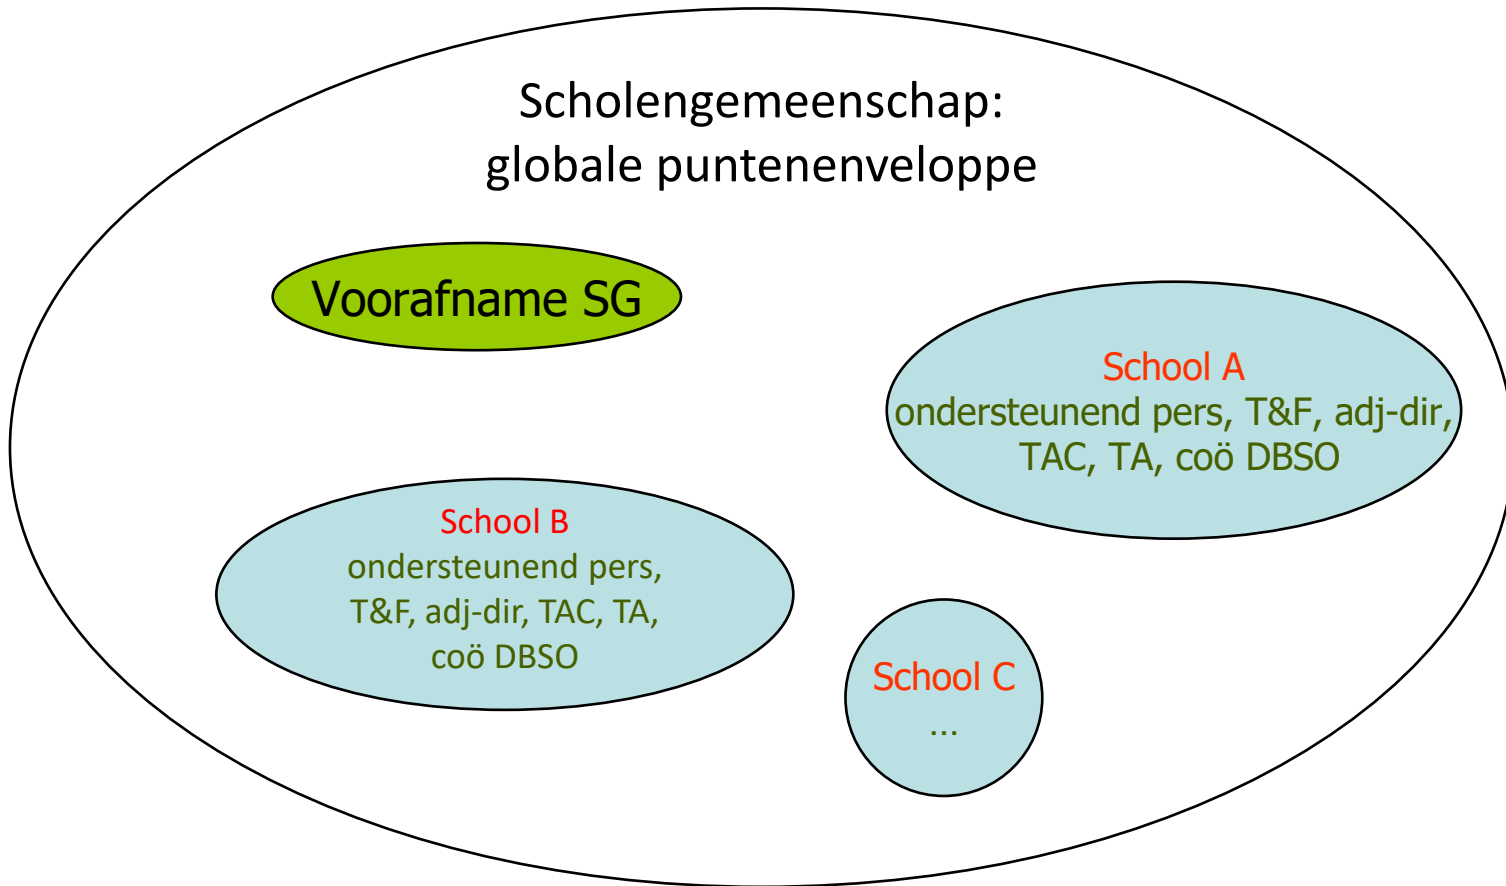 Scholengemeenschap:
globale puntenenveloppe
Voorafname SG
School A
ondersteunend pers, T&F, adj-dir,
TAC, TA, coö DBSO
School B
ondersteunend pers,
T&F, adj-dir, TAC, TA,
coö DBSO
School C
...